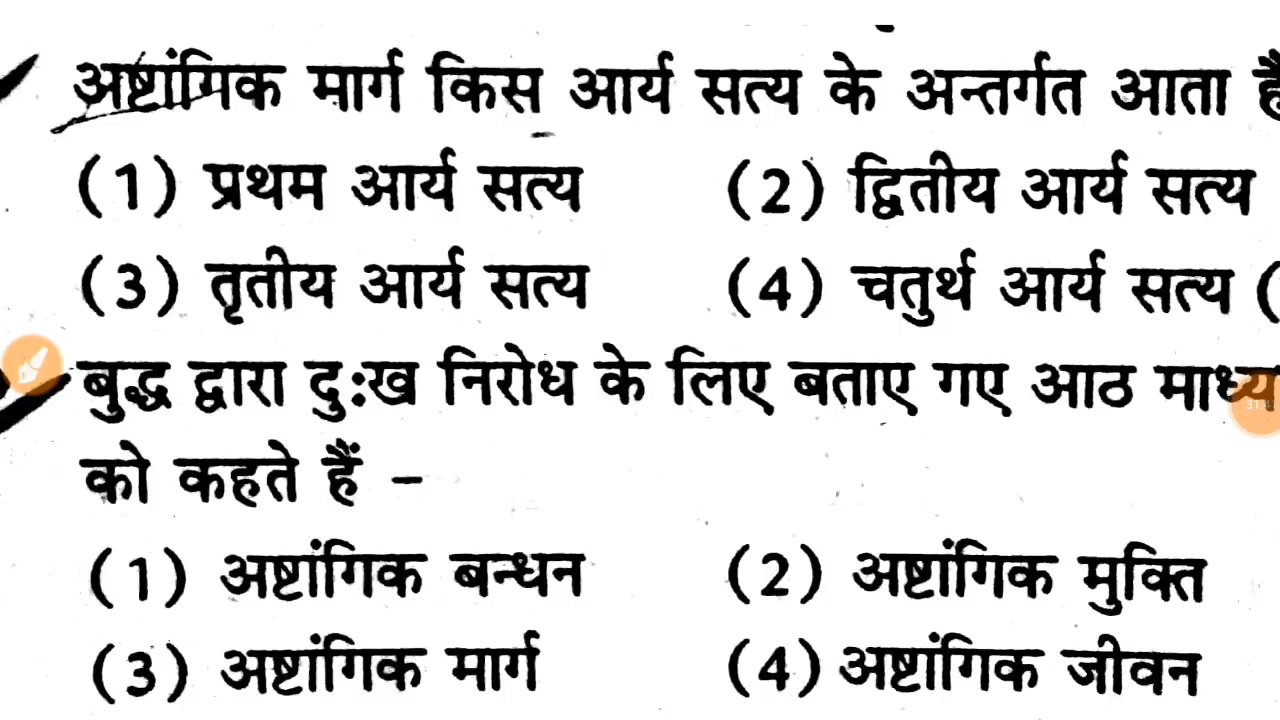 अष्टांगिक मार्ग किस आर्य सत्य के अन्तर्गत आता है
(1) प्रथम आर्य सत्य (2) द्वितीय आर्य सत्य
(3) तृतीय आर्य सत्य (4) चतुर्थ आर्य सत्य (
बुद्ध द्वारा दुःख निरोध के लिए बताए गए आठ माध्य
को कहते हैं -
(1) अष्टांगिक बन्धन (2) अष्टांगिक मुक्ति
(3) अष्टांगिक मार्ग (4) अष्टांगिक जीवन